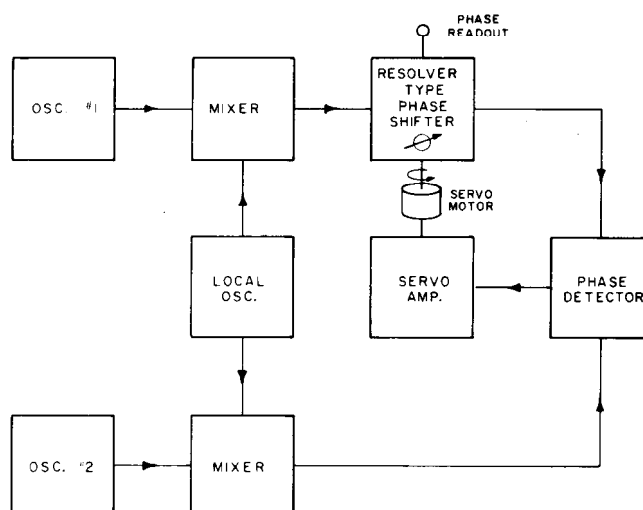 PHASE
READOUT
OSC. #1
MIXER
RESOLVER
TYPE
PHASE
SHIFTER
SERVO
MOTOR
LOCAL
OSC.
SERVO
AMP.
PHASE
DETECTOR
OSC. #2
MIXER